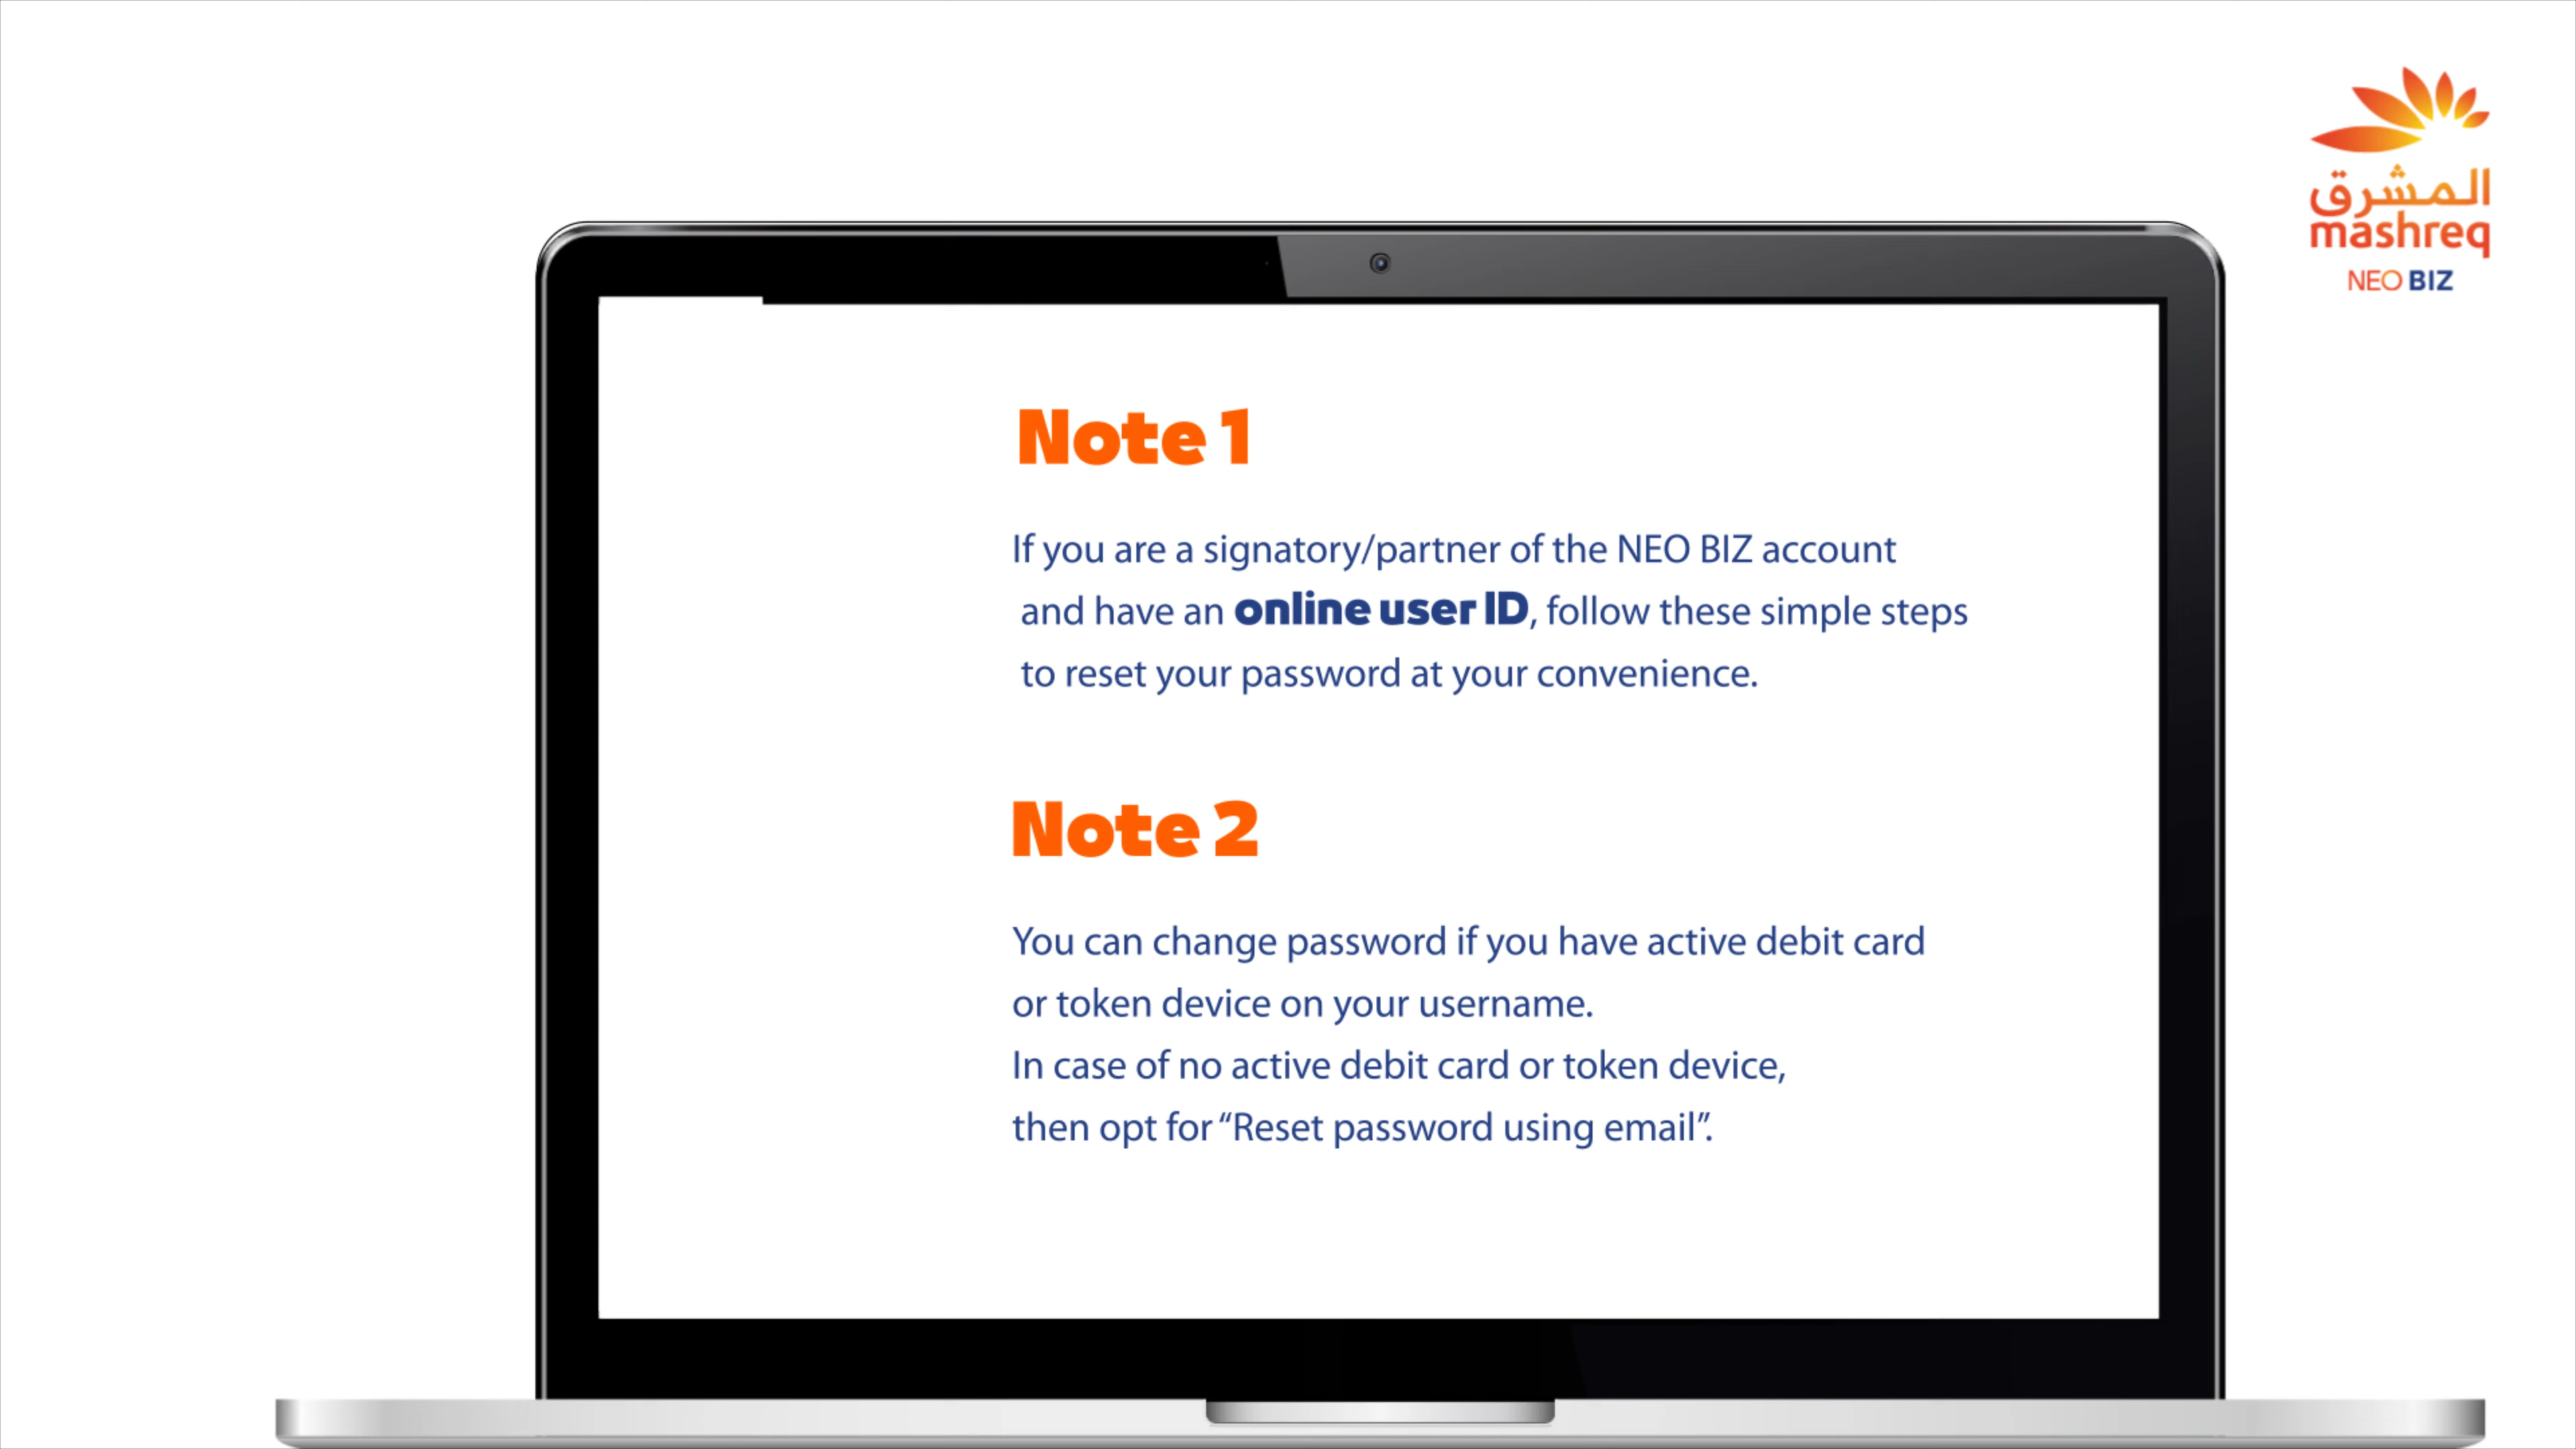 المشرق
mashreq
NEO BIZ
Note 1
If you are a signatory/partner of the NEO BIZ account
and have an online user ID, follow these simple steps
to reset your password at your convenience.
Note 2
You can change password if you have active debit card
or token device on your username.
In case of no active debit card or token device,
then opt for “Reset password using email”.